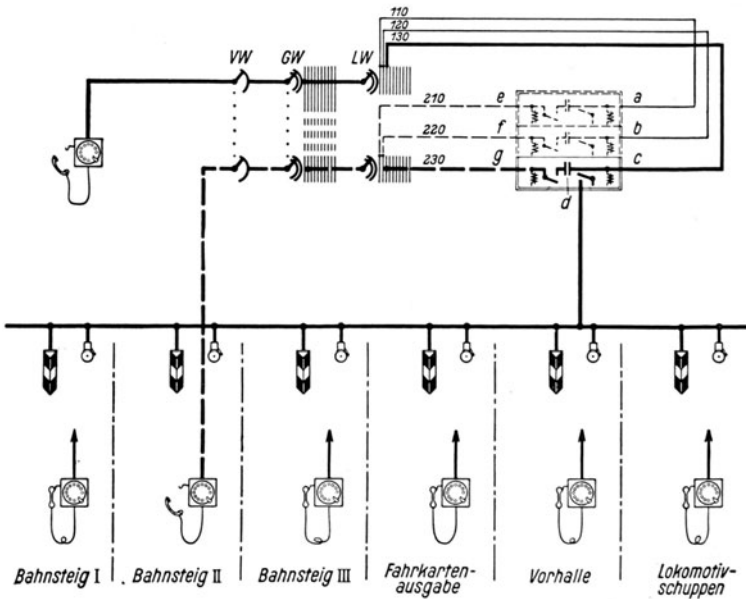 110
120
130
VW GW LW
210 e a
220 f b
230 g c
d
Bahnsteig I
Bahnsteig II
Bahnsteig III
Fahrkarten-
ausgabe
Vorhalle
Lokomotiv-
schuppen